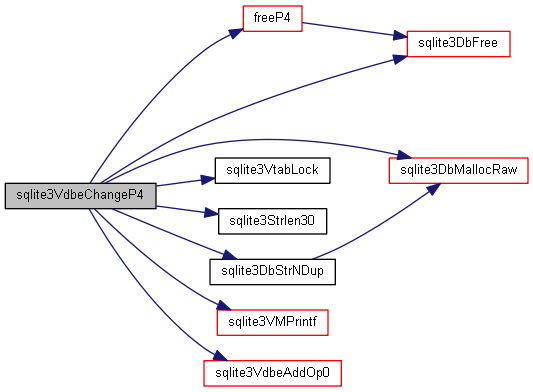 freeP4
sqlite3DbFree
sqlite3VtabLock
sqlite3DbMallocRaw
sqlite3VdbeChangeP4
sqlite3Strlen30
sqlite3DbStrNDup
sqlite3VMPrintf
sqlite3VdbeAddOp0